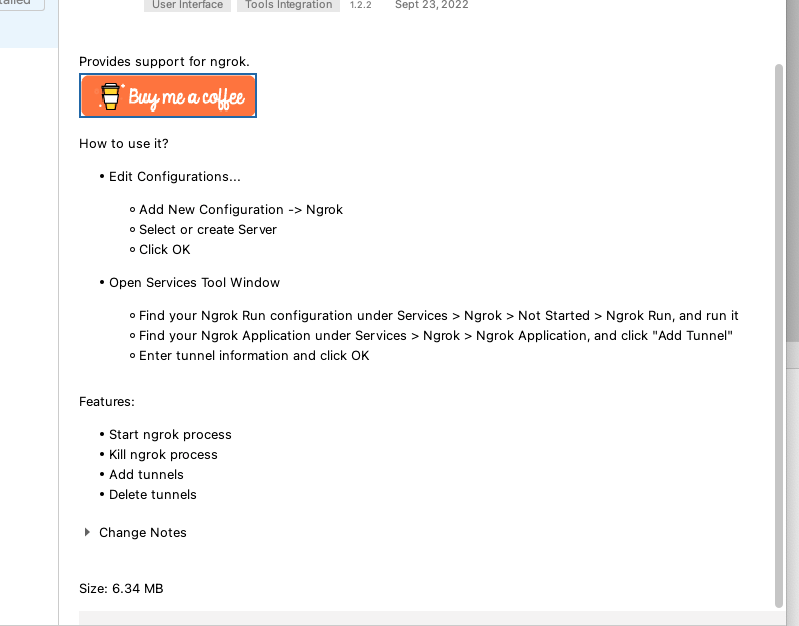 User Interface Tools Integration 1.2.2 Sept 23, 2022
Provides support for ngrok.
Buy me a coffee
How to use it?
• Edit Configurations...
Add New Configuration -> Ngrok
Select or create Server
Click OK
• Open Services Tool Window
Find your Ngrok Run configuration under Services > Ngrok > Not Started > Ngrok Run, and run it
Find your Ngrok Application under Services > Ngrok > Ngrok Application, and click "Add Tunnel"
Enter tunnel information and click OK
Features:
• Start ngrok process
• Kill ngrok process
• Add tunnels
• Delete tunnels
Change Notes
Size: 6.34 MB